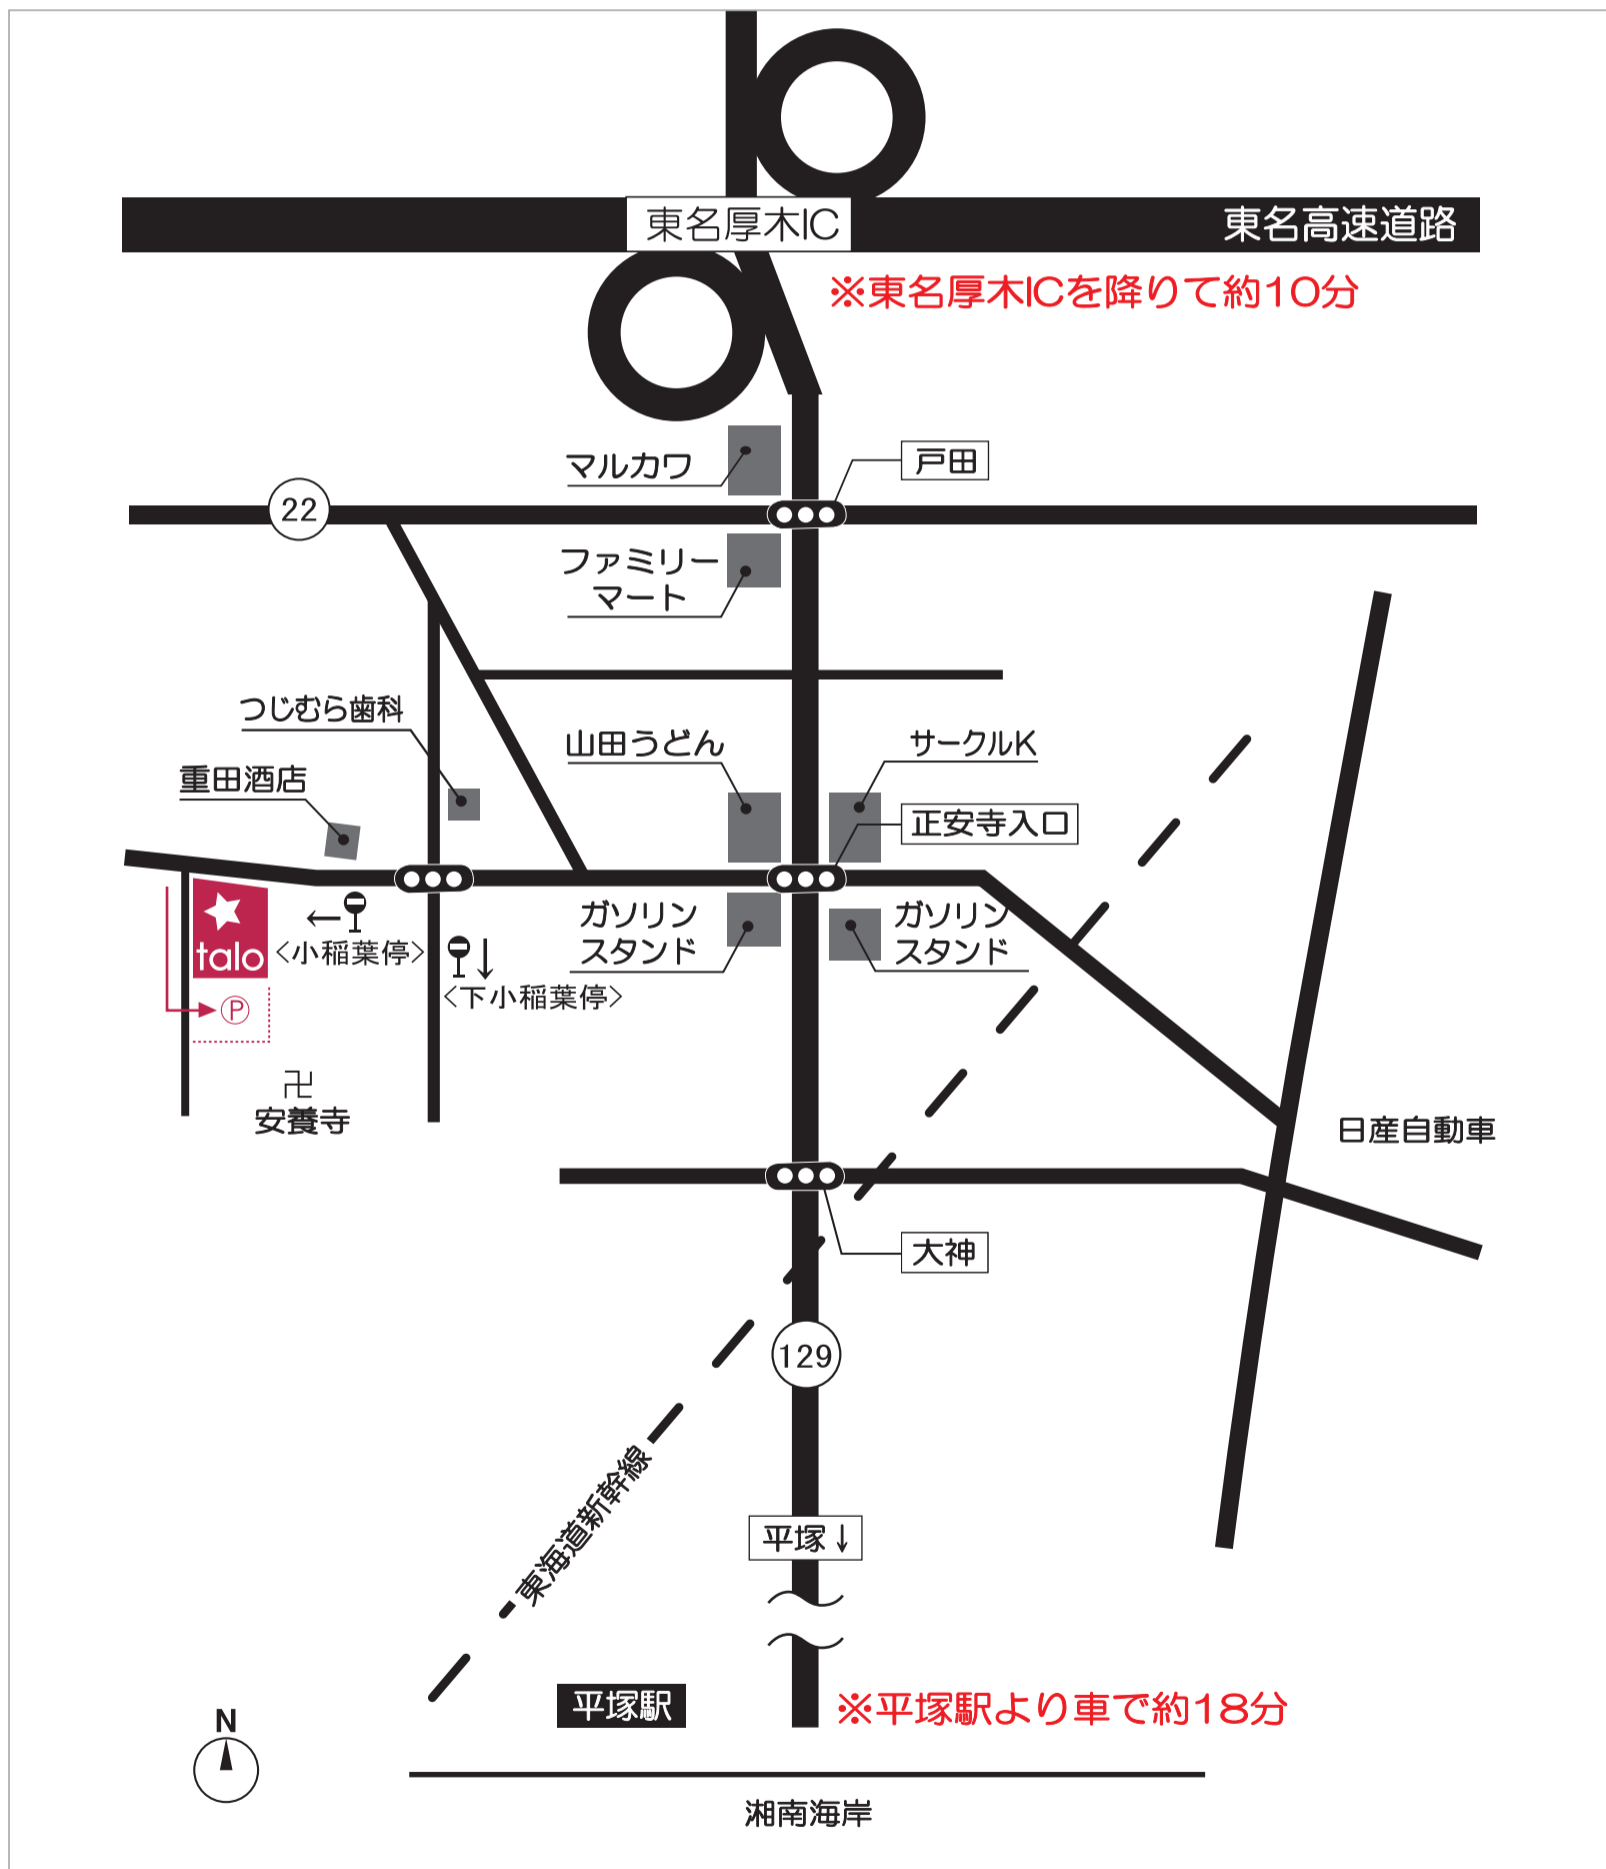 東名厚木IC
東名高速道路
※東名厚木ICを降りて約10分
マルカワ
戸田
22
ファミリー
マート
つじむら歯科
山田うどん
サークルK
重田酒店
正安寺入口
talo
←
<小稲葉停>
↓
<下小稲葉停>
ガソリン
スタンド
ガソリン
スタンド
P
卍
安養寺
日産自動車
大神
129
東海道新幹線
平塚↓
平塚駅
※平塚駅より車で約18分
N
湘南海岸